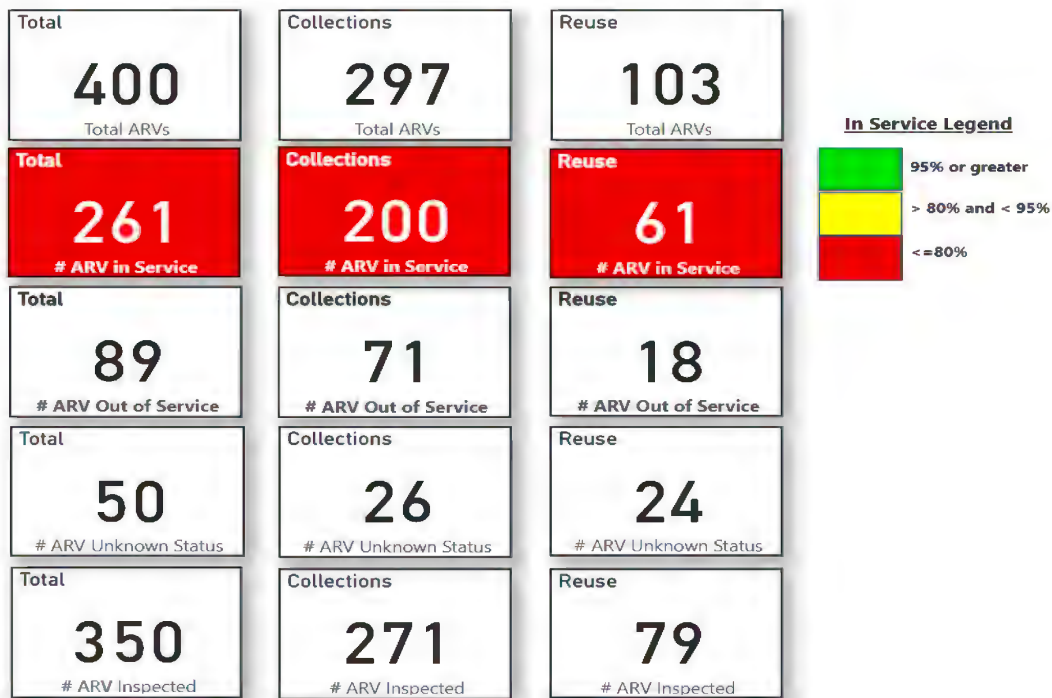 Total
400
Total ARVs
Collections
297
Total ARVs
Reuse
103
Total ARVs
Total
261
# ARV in Service
Collections
200
# ARV in Service
Reuse
61
# ARV in Service
Total
89
# ARV Out of Service
Collections
71
# ARV Out of Service
Reuse
18
# ARV Out of Service
Total
50
# ARV Unknown Status
Collections
26
# ARV Unknown Status
Reuse
24
# ARV Unknown Status
Total
350
# ARV Inspected
Collections
271
# ARV Inspected
Reuse
79
# ARV Inspected
In Service Legend
95% or greater
> 80% and < 95%
<=80%